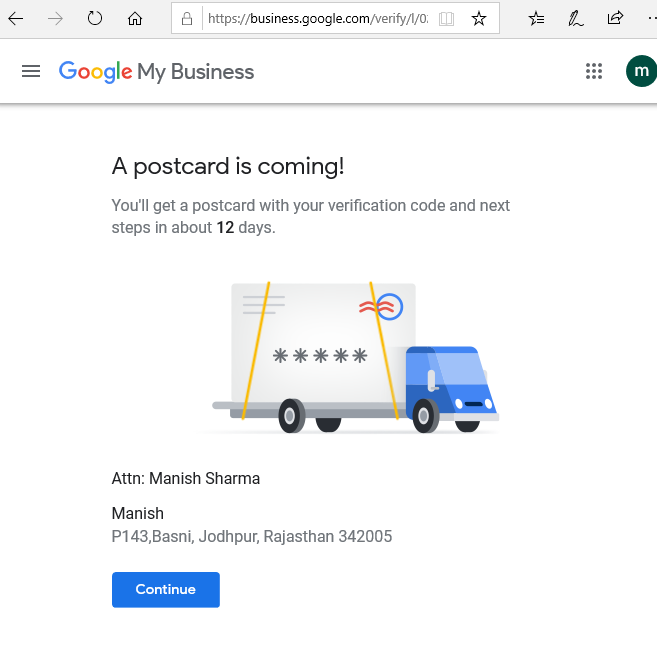 https://business.google.com/verify/l/0
Google My Business
m
A postcard is coming!
You'll get a postcard with your verification code and next
steps in about 12 days.
*****
Attn: Manish Sharma
Manish
P143,Basni, Jodhpur, Rajasthan 342005
Continue